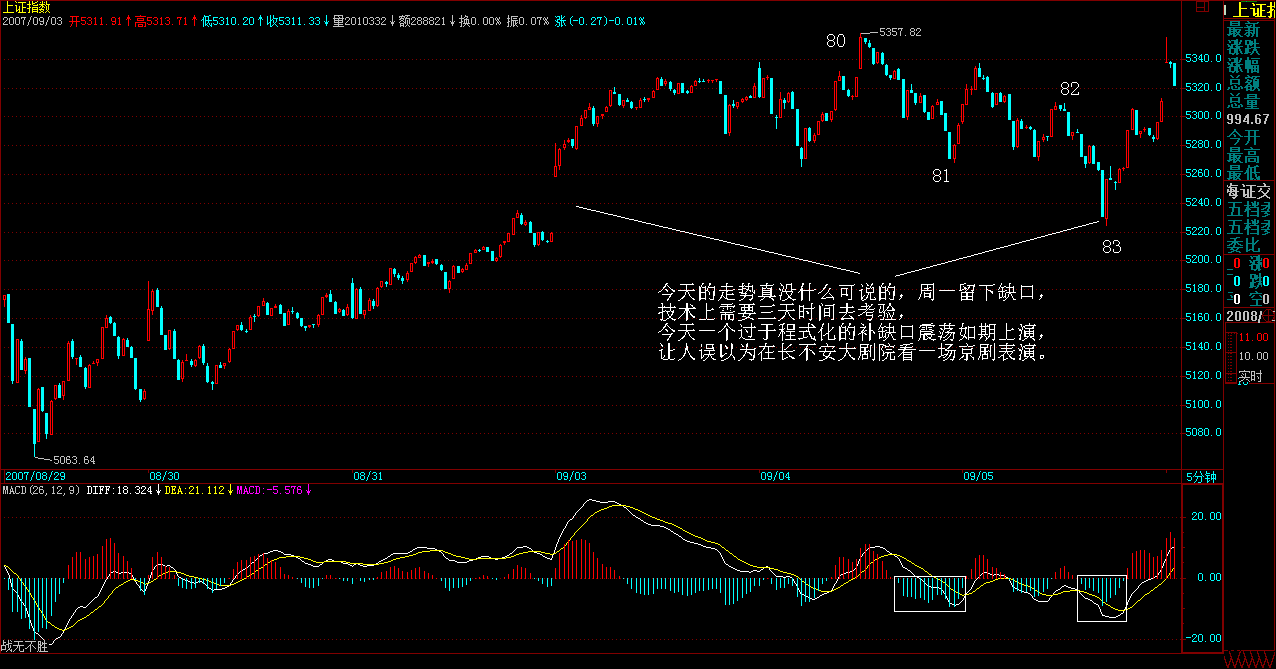 上证指数
上证指
2007/09/03 开5311.91↑高5313.71↑低5310.20↑收5311.33↓量2010332↓额288821↓换0.00% 振0.07% 涨(-0.27)-0.01%
80
5357.82
82
81
83
5340.0
5320.0
5300.0
5280.0
5260.0
5240.0
5220.0
5200.0
5180.0
5160.0
5140.0
5120.0
5100.0
5080.0
今天的走势真没什么可说的，周一留下缺口，
技术上需要三天时间去考验，
今天一个过于程式化的补缺口震荡如期上演，
让人误以为在长不安大剧院看一场京剧表演。
5063.64
2007/08/29
08/30
08/31
09/03
09/04
09/05
5分钟
MACD(26,12,9) DIFF:18.324↓DEA:21.112↓MACD:-5.576↓
20.00
0.00
-20.00
战无不胜
最新
涨跌
涨幅
总额
总量
994.67
今开
最高
最低
海证交
五档
五档
委比
0 涨0
0 跌0
0 空0
2008/
11.00
10.00
实时